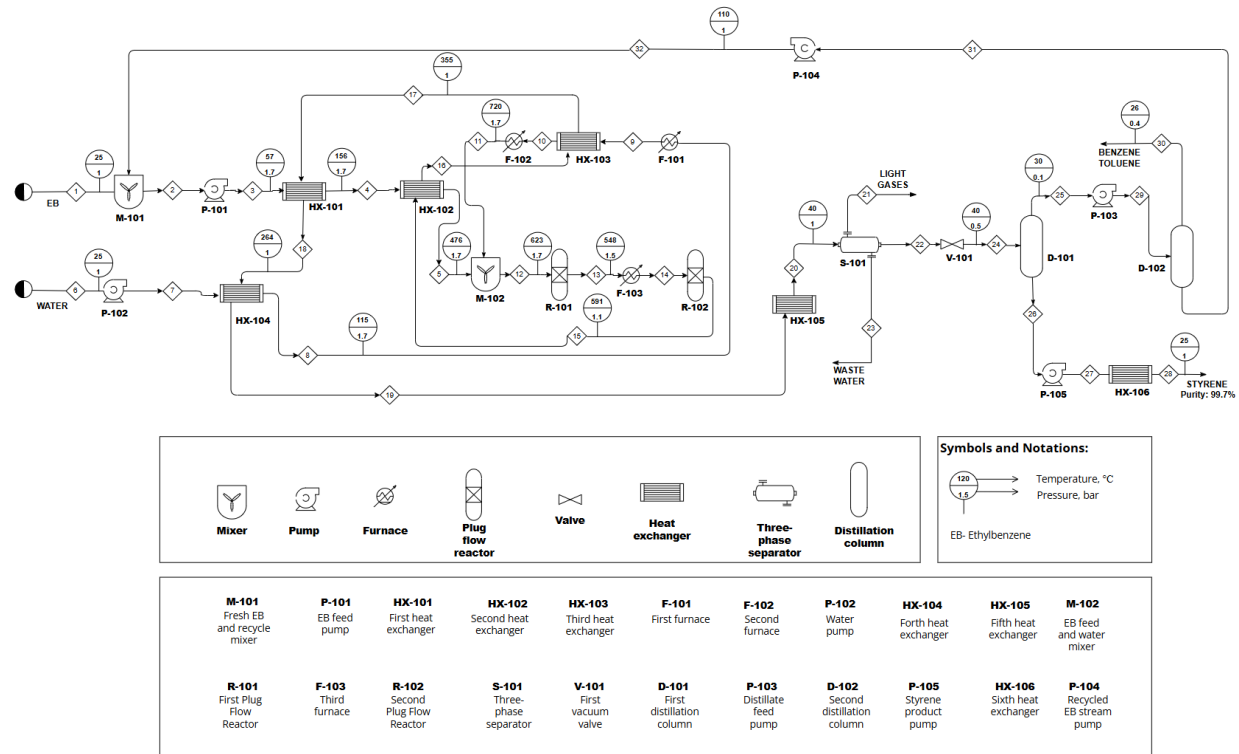 110
1
32
31
P-104
355
1
17
720
1.7
11
F-102
10
HX-103
9
F-101
26
0.4
BENZENE
TOLUENE
30
25
1
1
EB
M-101
2
57
1.7
P-101
3
HX-101
156
1.7
4
16
HX-102
LIGHT
GASES
21
30
0.1
25
P-103
29
40
1
S-101
22
40
0.5
V-101
24
D-101
D-102
264
1
18
476
1.7
5
M-102
623
1.7
12
R-101
548
1.5
13
F-103
14
R-102
20
HX-105
23
25
1
6
WATER
P-102
7
HX-104
115
1.7
8
591
1.1
15
26
WASTE
WATER
19
P-105
27
HX-106
25
1
28
STYRENE
Purity: 99.7%
Mixer
Pump
Furnace
Plug
flow
reactor
Valve
Heat
exchanger
Three-
phase
separator
Distillation
column
Symbols and Notations:
120
1.5
Temperature, °C
Pressure, bar
EB- Ethylbenzene
M-101
Fresh EB
and recycle
mixer
P-101
EB feed
pump
HX-101
First heat
exchanger
HX-102
Second heat
exchanger
HX-103
Third heat
exchanger
F-101
First furnace
F-102
Second
furnace
P-102
Water
pump
HX-104
Forth heat
exchanger
HX-105
Fifth heat
exchanger
M-102
EB feed
and water
mixer
R-101
First Plug
Flow
Reactor
F-103
Third
furnace
R-102
Second
Plug Flow
Reactor
S-101
Three-
phase
separator
V-101
First
vacuum
valve
D-101
First
distillation
column
P-103
Distillate
feed
pump
D-102
Second
distillation
column
P-105
Styrene
product
pump
HX-106
Sixth heat
exchanger
P-104
Recycled
EB stream
pump